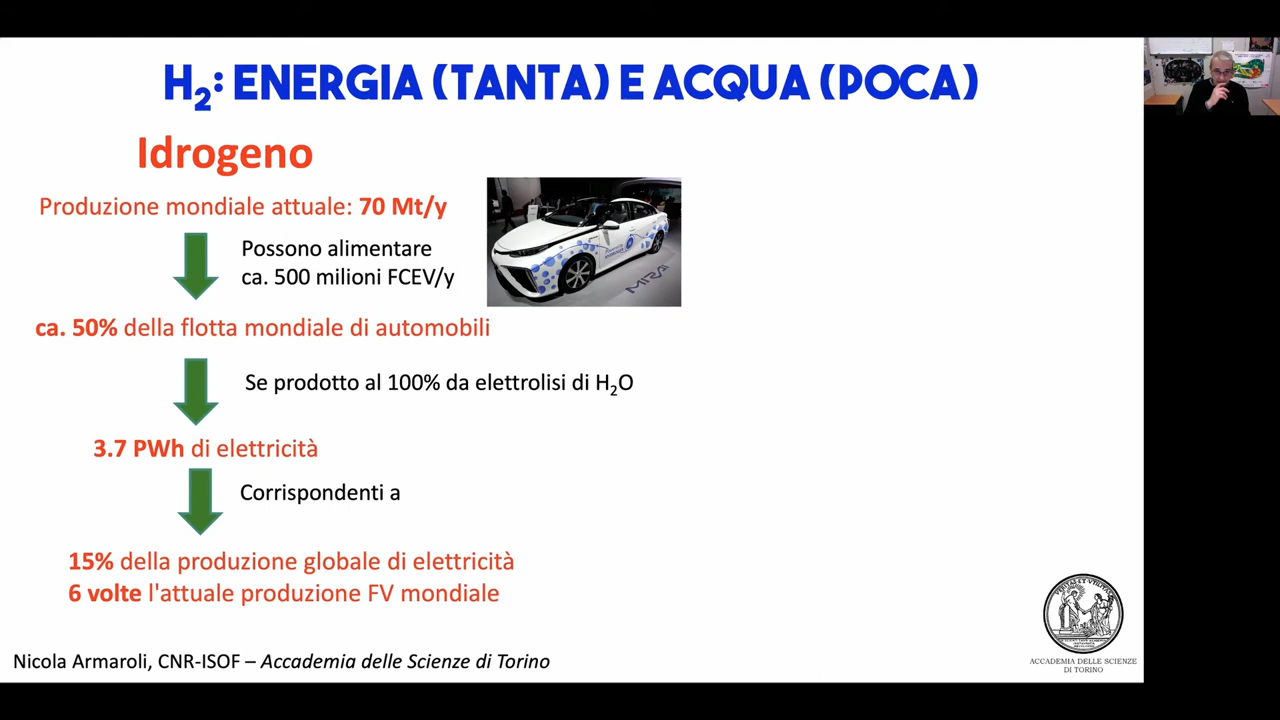 H₂: ENERGIA (TANTA) E ACQUA (POCA)
Idrogeno
Produzione mondiale attuale: 70 Mt/y
Possono alimentare
ca. 500 milioni FCEV/y
MIRAI
ca. 50% della flotta mondiale di automobili
Se prodotto al 100% da elettrolisi di H₂O
3.7 PWh di elettricità
Corrispondenti a
15% della produzione globale di elettricità
6 volte l'attuale produzione FV mondiale
Nicola Armaroli, CNR-ISOF – Accademia delle Scienze di Torino
ACCADEMIA DELLE SCIENZE
DI TORINO